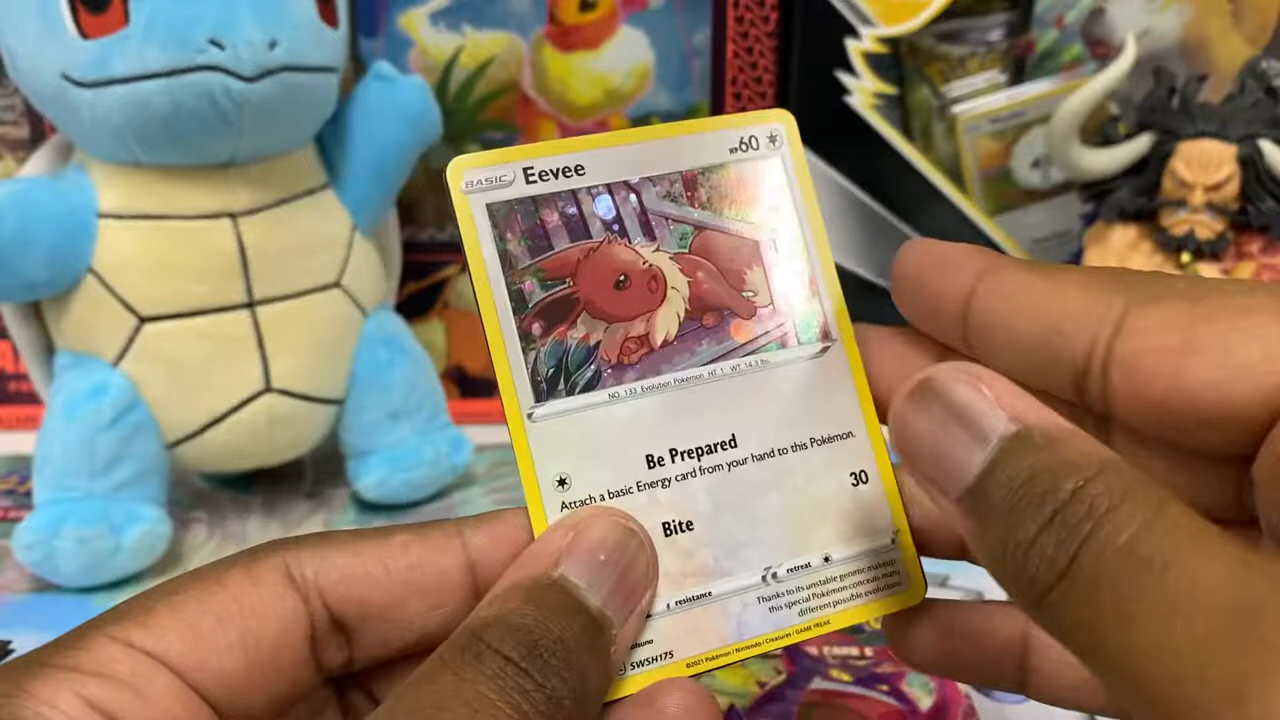 BASIC Eevee HP60
NO. 133 Evolution Pokémon HT 1. WT 14.3 lbs.
Be Prepared
Attach a basic Energy card from your hand to this Pokémon.
Bite 30
resistance retreat
Thanks to its unstable genetic makeup,
this special Pokémon conceals many
different possible evolutions.
SWSH175
©2021 Pokémon / Nintendo / Creatures / GAME FREAK